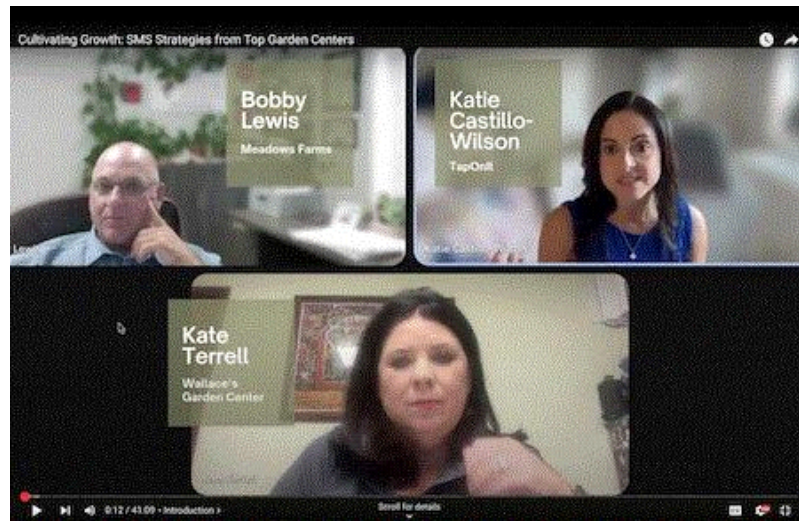 Cultivating Growth: SMS Strategies from Top Garden Centers
Bobby
Lewis
Meadows Farms
Katie
Castillo-
Wilson
TapOnIt
Kate
Terrell
Wallace's
Garden Center
0:12 / 43:09 • Introduction >
Scroll for details